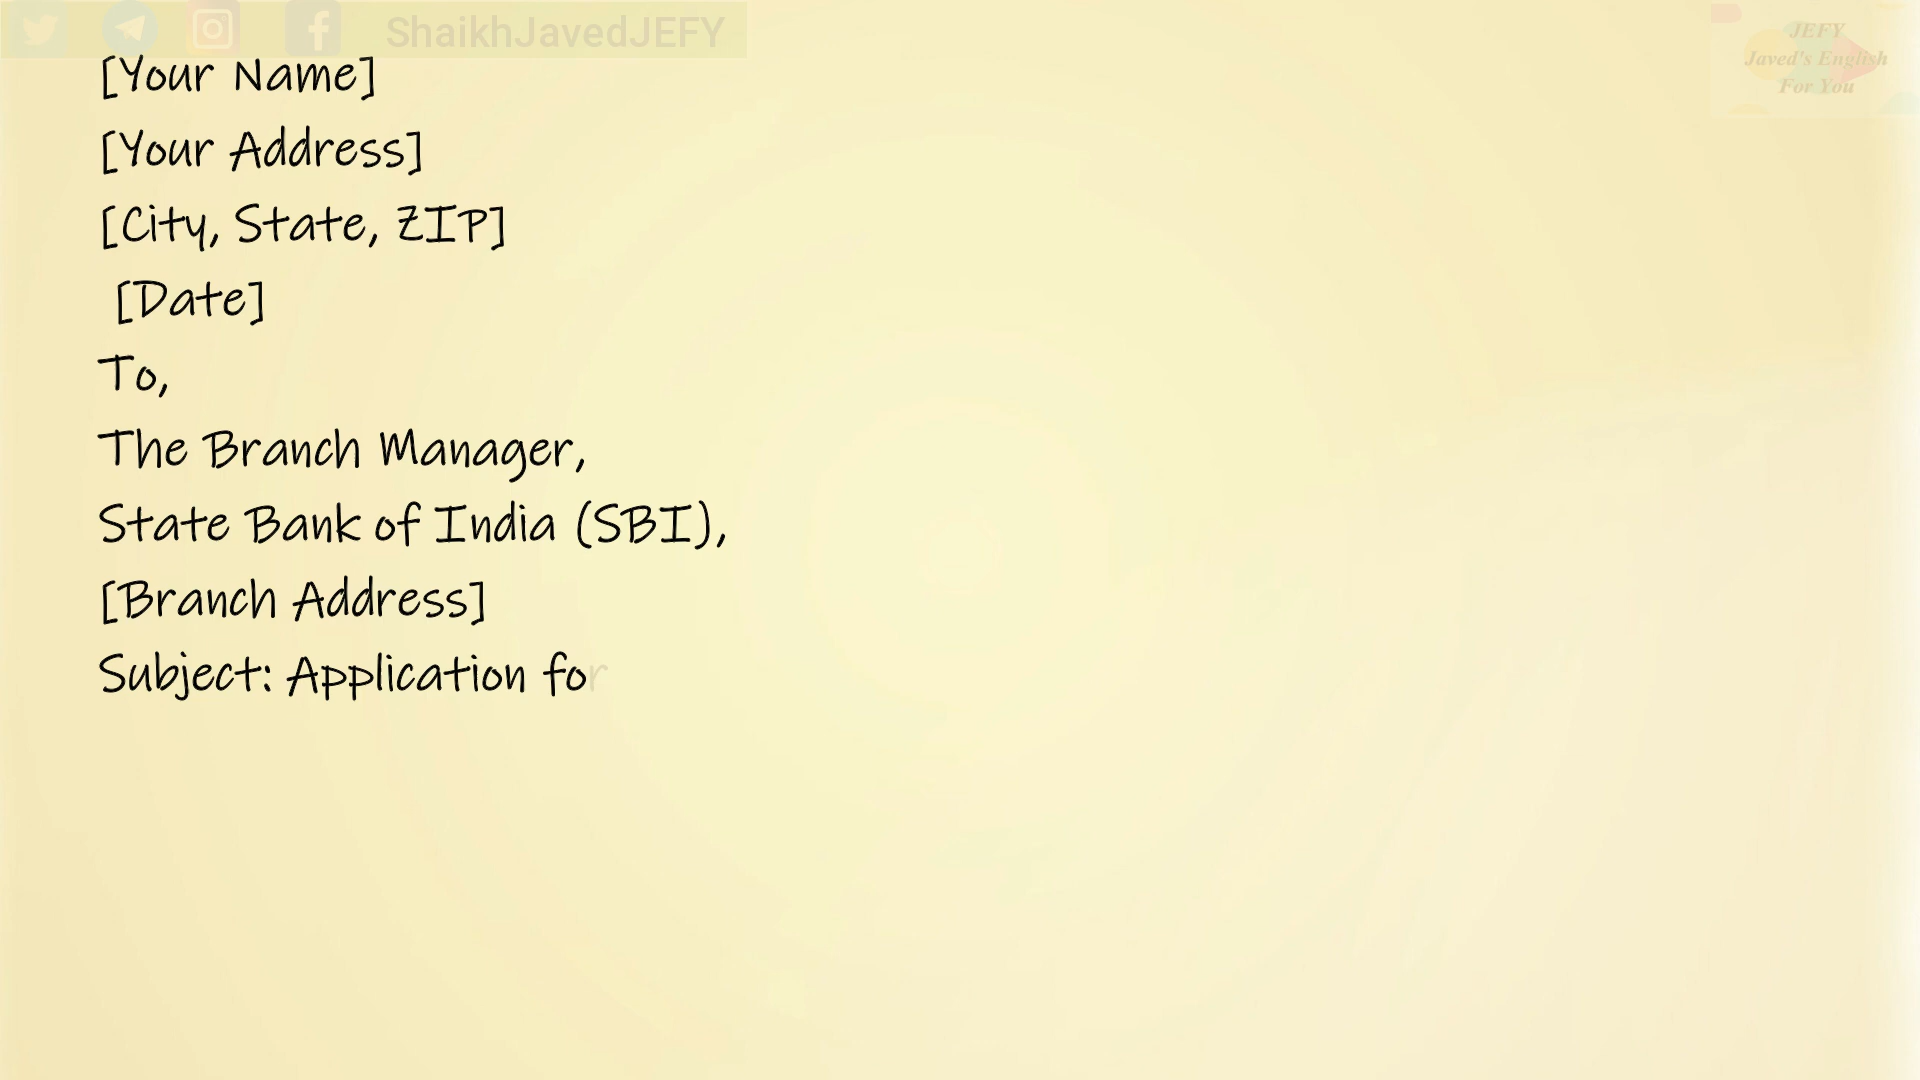 ShaikhJavedJEFY
JEFY
Javed's English
For You
[Your Name]
[Your Address]
[City, State, ZIP]
[Date]
To,
The Branch Manager,
State Bank of India (SBI),
[Branch Address]
Subject: Application for